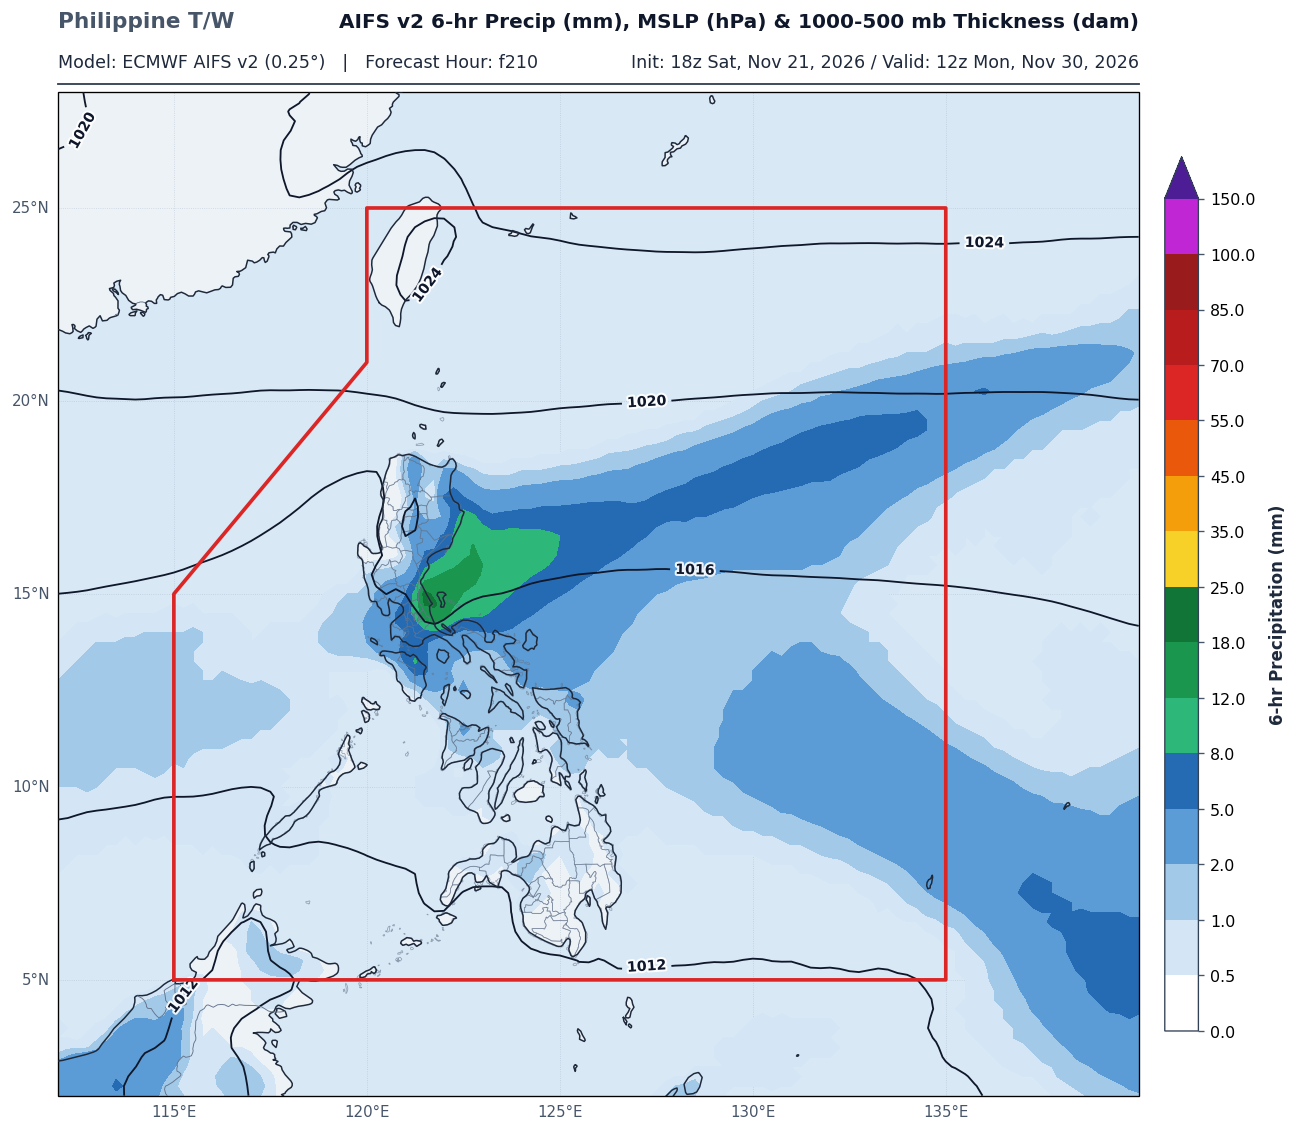 Philippine T/W
AIFS v2 6-hr Precip (mm), MSLP (hPa) & 1000-500 mb Thickness (dam)
Model: ECMWF AIFS v2 (0.25°) | Forecast Hour: f210
Init: 18z Sat, Nov 21, 2026 / Valid: 12z Mon, Nov 30, 2026
1020
1024
1024
1020
1016
1012
1012
25°N
20°N
15°N
10°N
5°N
115°E
120°E
125°E
130°E
135°E
150.0
100.0
85.0
70.0
55.0
45.0
35.0
25.0
18.0
12.0
8.0
5.0
2.0
1.0
0.5
0.0
6-hr Precipitation (mm)